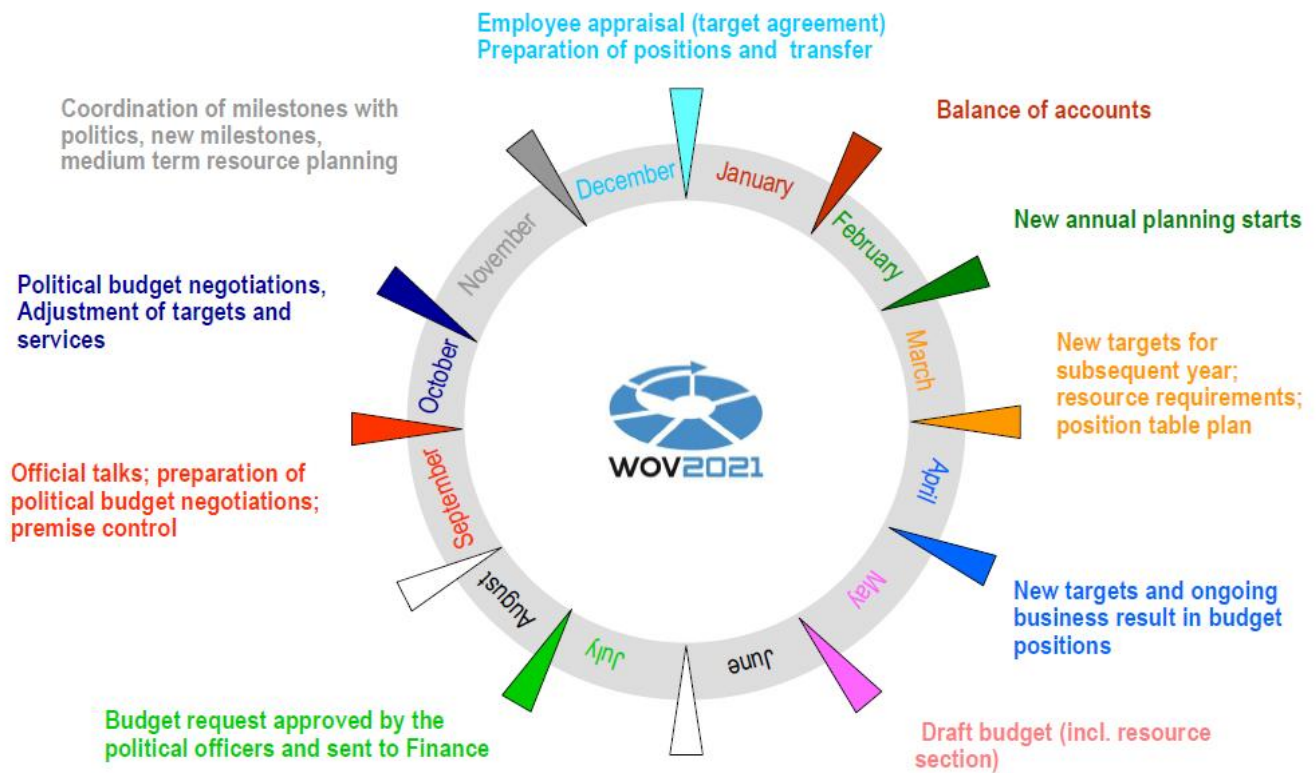 Employee appraisal (target agreement)
Preparation of positions and transfer
Balance of accounts
New annual planning starts
New targets for
subsequent year;
resource requirements;
position table plan
New targets and ongoing
business result in budget
positions
Draft budget (incl. resource
section)
Budget request approved by the
political officers and sent to Finance
Official talks; preparation of
political budget negotiations;
premise control
Political budget negotiations,
Adjustment of targets and
services
Coordination of milestones with
politics, new milestones,
medium term resource planning
January
February
March
April
May
June
July
August
September
October
November
December
WOV2021